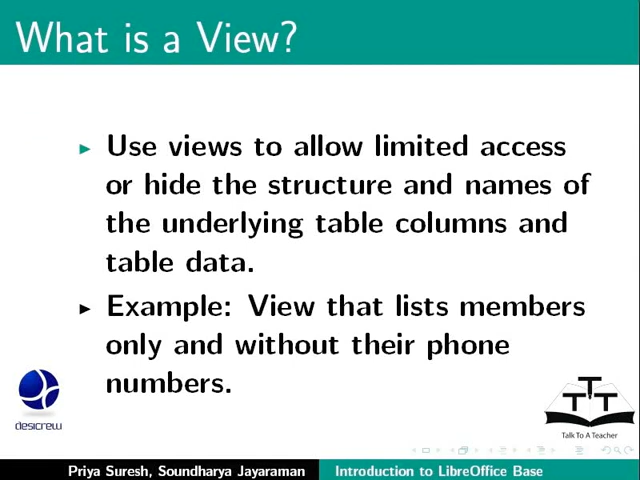 What is a View?
Use views to allow limited access
or hide the structure and names of
the underlying table columns and
table data.
Example: View that lists members
only and without their phone
numbers.
desicrew
TTT
Talk To A Teacher
Priya Suresh, Soundharya Jayaraman
Introduction to LibreOffice Base